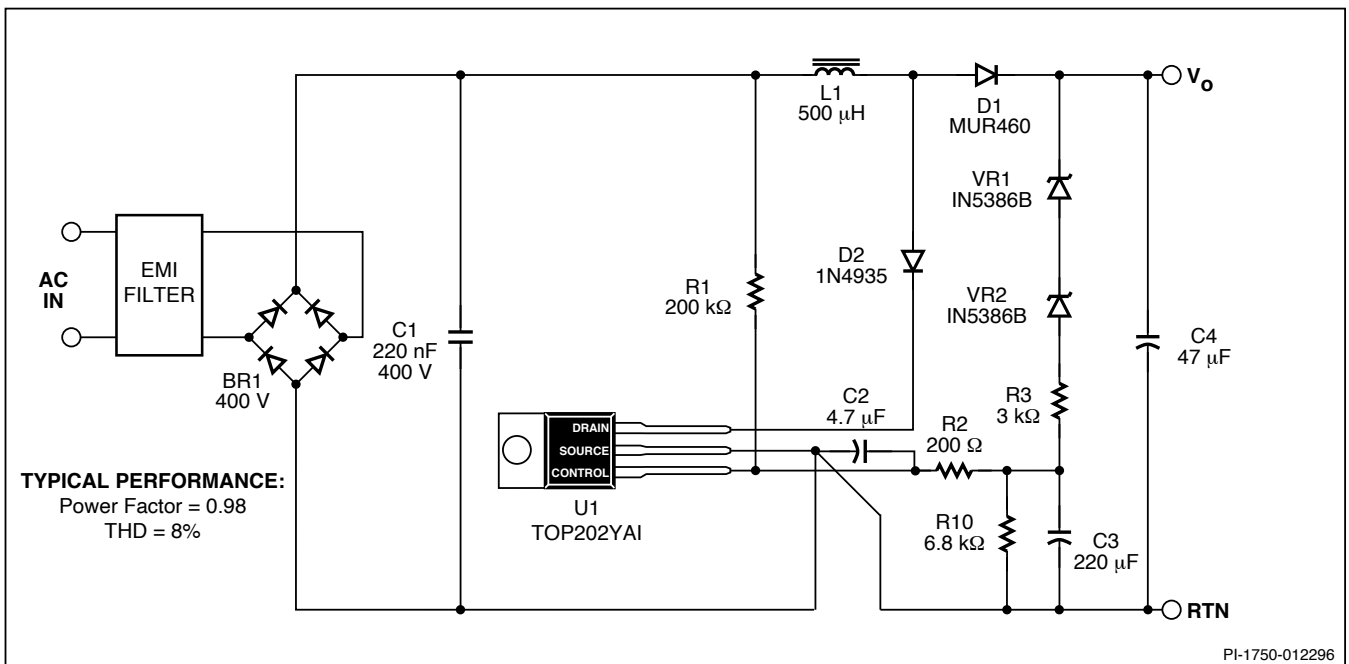 AC
IN
EMI
FILTER
BR1
400 V
C1
220 nF
400 V
R1
200 kΩ
L1
500 µH
D1
MUR460
Vo
VR1
IN5386B
D2
1N4935
VR2
IN5386B
C4
47 µF
C2
4.7 µF
R2
200 Ω
R3
3 kΩ
DRAIN
SOURCE
CONTROL
U1
TOP202YAI
R10
6.8 kΩ
C3
220 µF
RTN
TYPICAL PERFORMANCE:
Power Factor = 0.98
THD = 8%
PI-1750-012296